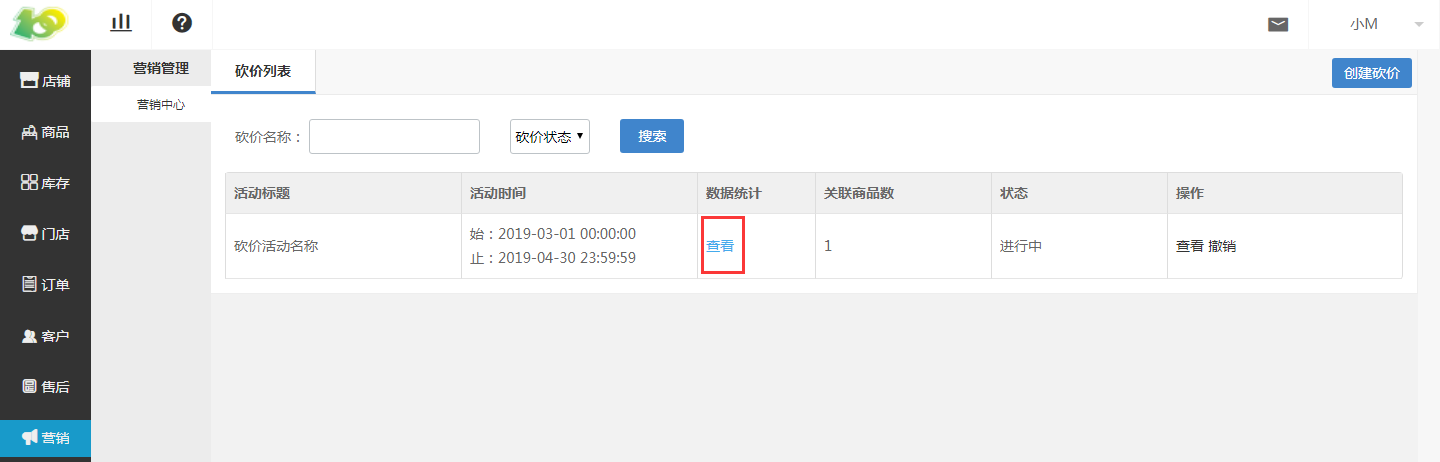 小M
店铺
商品
库存
门店
订单
客户
售后
营销
营销管理
营销中心
砍价列表
创建砍价
砍价名称：
砍价状态
搜索
活动标题 活动时间 数据统计 关联商品数 状态 操作
砍价活动名称
始：2019-03-01 00:00:00
止：2019-04-30 23:59:59
查看
1
进行中
查看 撤销